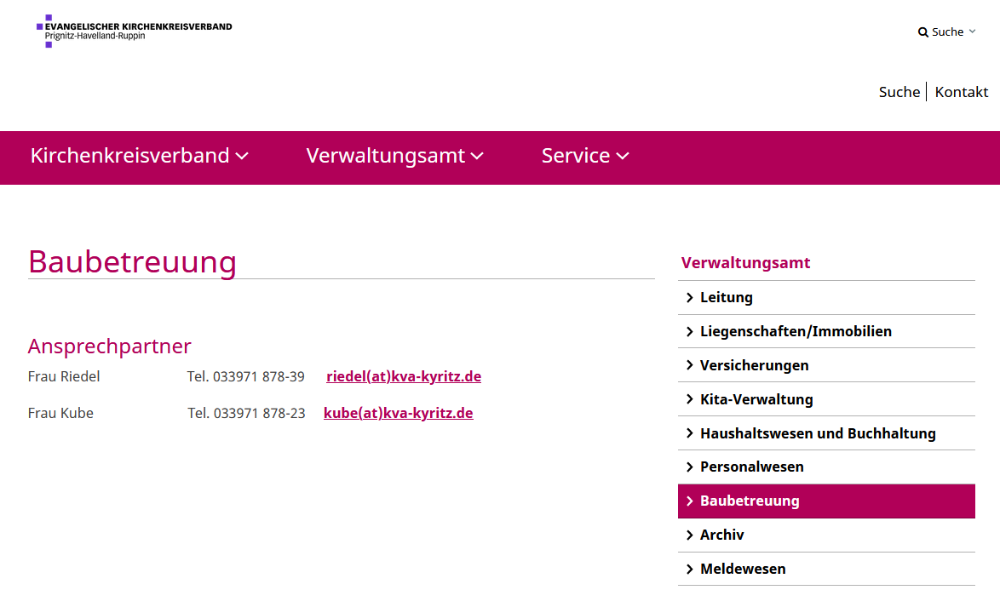 EVANGELISCHER KIRCHENKREISVERBAND
Prignitz-Havelland-Ruppin
Suche
Suche Kontakt
Kirchenkreisverband Verwaltungsamt Service
Baubetreuung
Ansprechpartner
Frau Riedel Tel. 033971 878-39 riedel(at)kva-kyritz.de
Frau Kube Tel. 033971 878-23 kube(at)kva-kyritz.de
Verwaltungsamt
Leitung
Liegenschaften/Immobilien
Versicherungen
Kita-Verwaltung
Haushaltswesen und Buchhaltung
Personalwesen
Baubetreuung
Archiv
Meldewesen